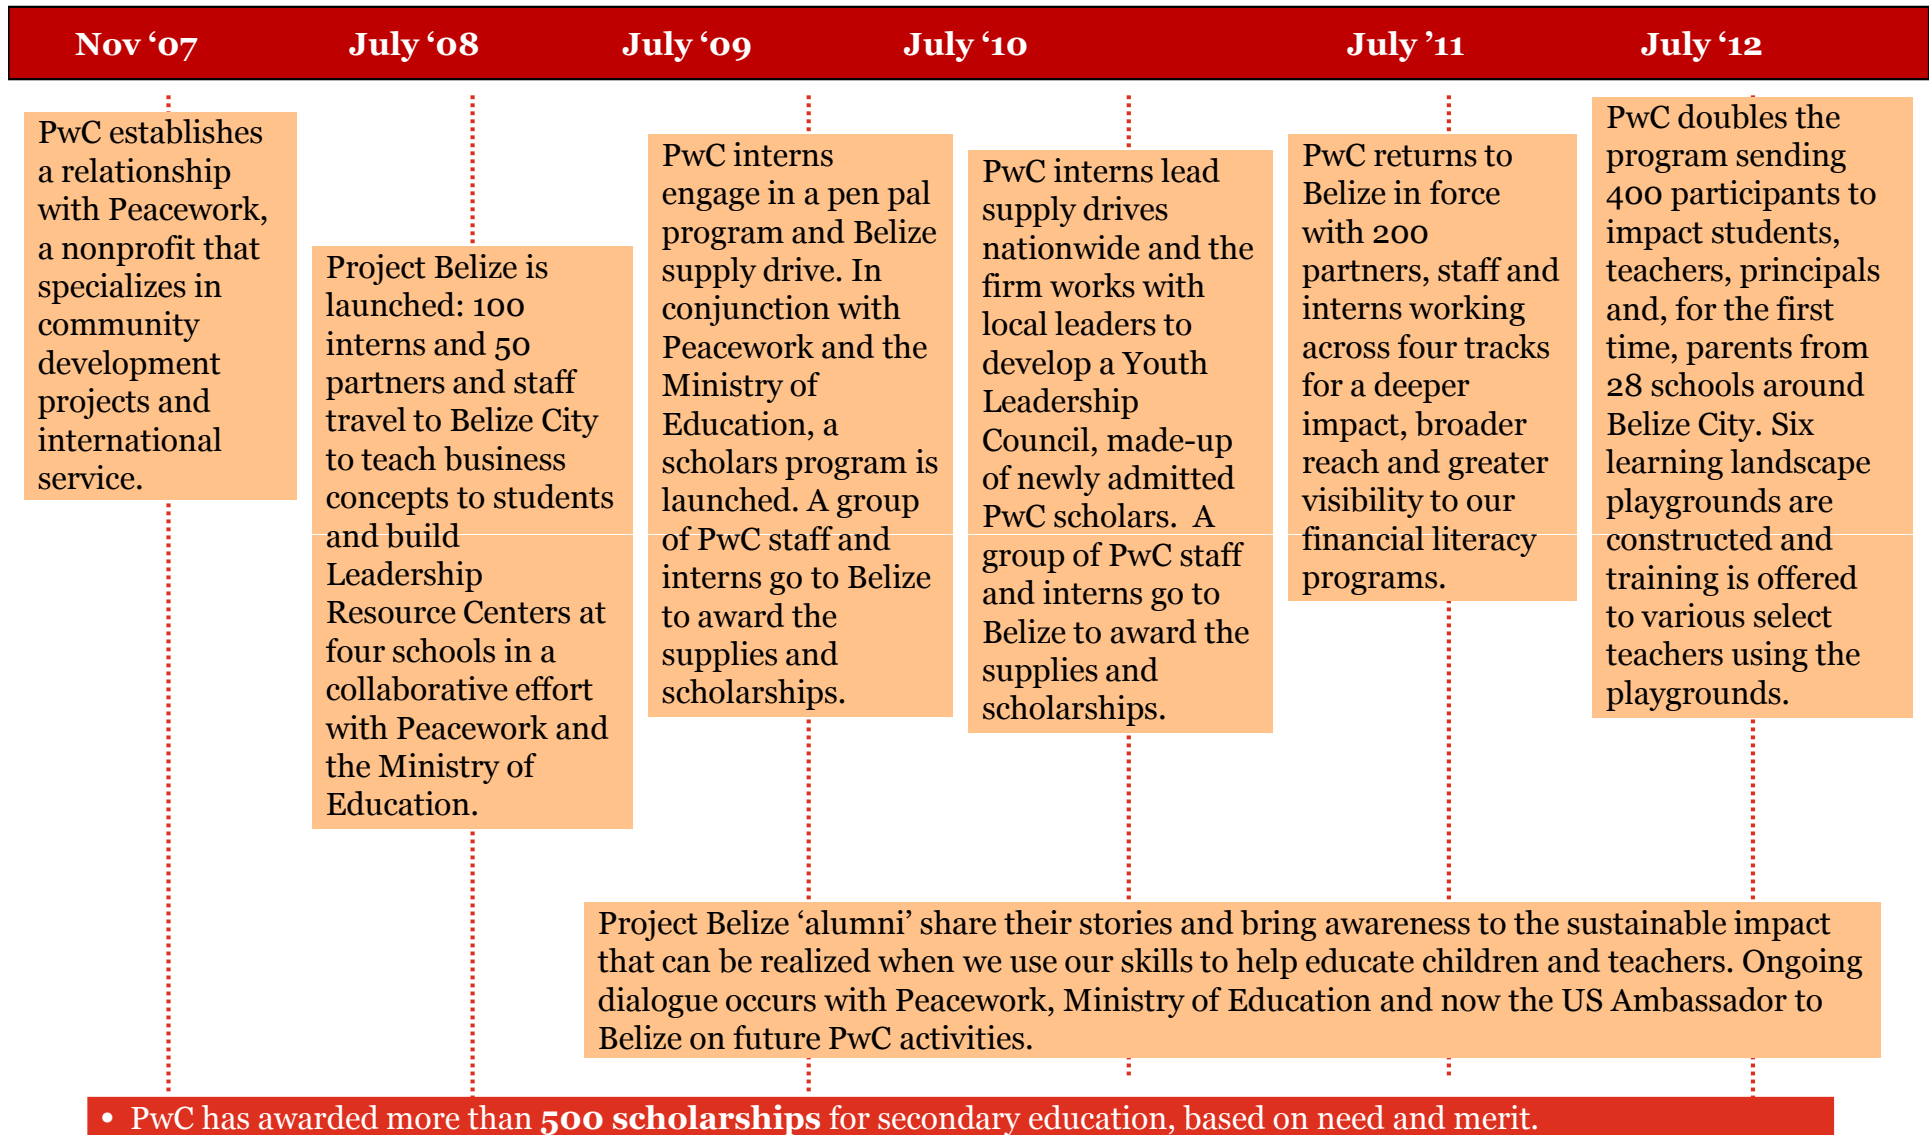 Nov ‘07 July ‘08 July ‘09 July ‘10 July ’11 July ‘12
PwC establishes
a relationship
with Peacework,
a nonprofit that
specializes in
community
development
projects and
international
service.
Project Belize is
launched: 100
interns and 50
partners and staff
travel to Belize City
to teach business
concepts to students
and build
Leadership
Resource Centers at
four schools in a
collaborative effort
with Peacework and
the Ministry of
Education.
PwC interns
engage in a pen pal
program and Belize
supply drive. In
conjunction with
Peacework and the
Ministry of
Education, a
scholars program is
launched. A group
of PwC staff and
interns go to Belize
to award the
supplies and
scholarships.
PwC interns lead
supply drives
nationwide and the
firm works with
local leaders to
develop a Youth
Leadership
Council, made-up
of newly admitted
PwC scholars. A
group of PwC staff
and interns go to
Belize to award the
supplies and
scholarships.
PwC returns to
Belize in force
with 200
partners, staff and
interns working
across four tracks
for a deeper
impact, broader
reach and greater
visibility to our
financial literacy
programs.
PwC doubles the
program sending
400 participants to
impact students,
teachers, principals
and, for the first
time, parents from
28 schools around
Belize City. Six
learning landscape
playgrounds are
constructed and
training is offered
to various select
teachers using the
playgrounds.
Project Belize ‘alumni’ share their stories and bring awareness to the sustainable impact
that can be realized when we use our skills to help educate children and teachers. Ongoing
dialogue occurs with Peacework, Ministry of Education and now the US Ambassador to
Belize on future PwC activities.
• PwC has awarded more than 500 scholarships for secondary education, based on need and merit.